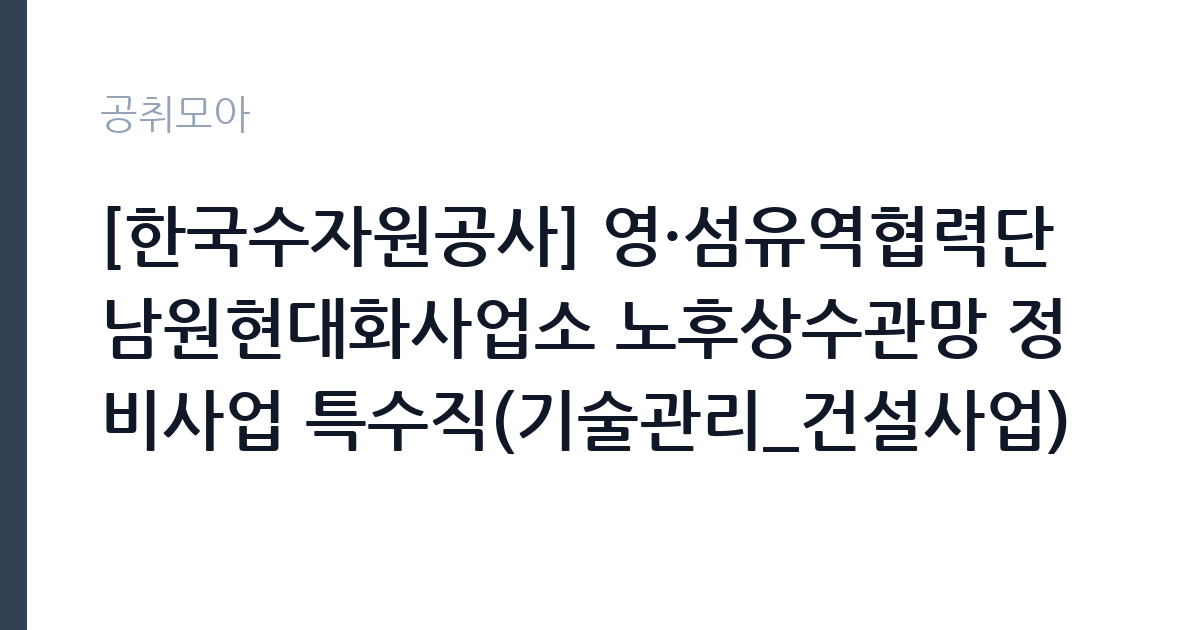 공취모아
[한국수자원공사] 영·섬유역협력단
남원현대화사업소 노후상수관망 정
비사업 특수직(기술관리_건설사업)